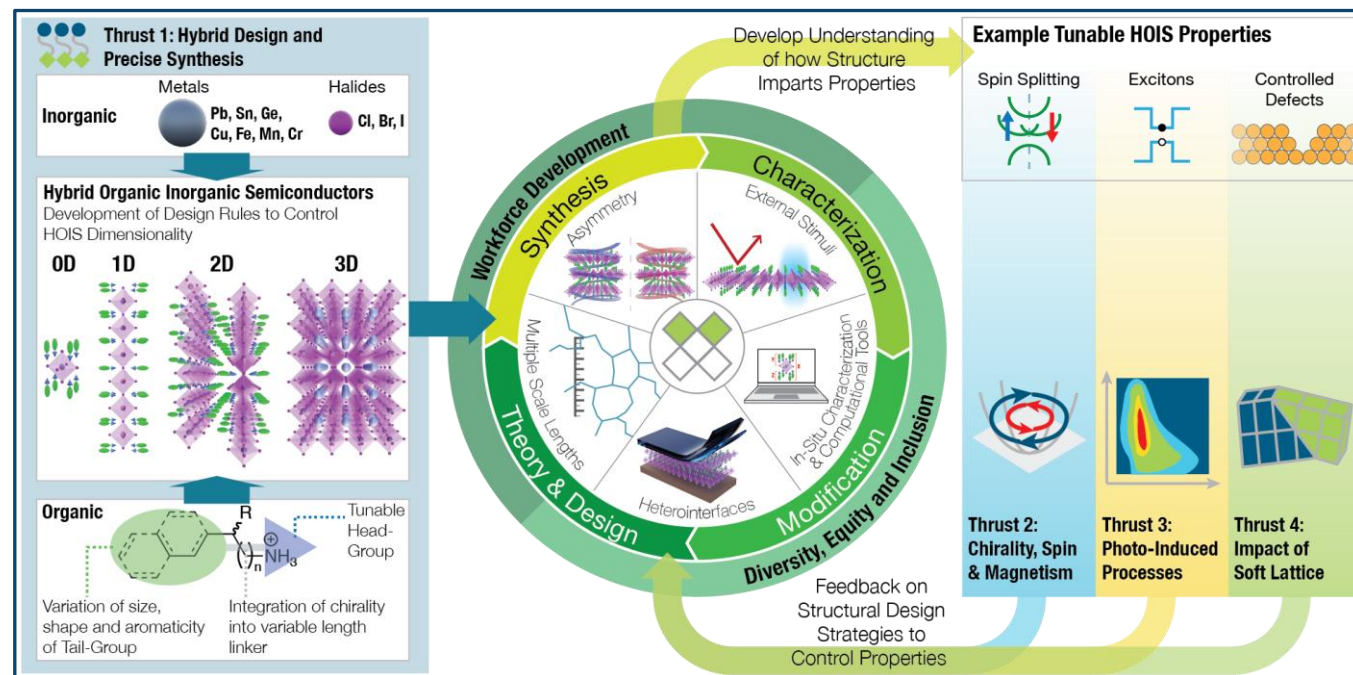 Thrust 1: Hybrid Design and
Precise Synthesis
Inorganic
Metals
Pb, Sn, Ge,
Cu, Fe, Mn, Cr
Halides
Cl, Br, I
Hybrid Organic Inorganic Semiconductors
Development of Design Rules to Control
HOIS Dimensionality
0D 1D 2D 3D
Organic
R
n
⊕
NH3
Tunable
Head-
Group
Variation of size,
shape and aromaticity
of Tail-Group
Integration of chirality
into variable length
linker
Develop Understanding
of how Structure
Imparts Properties
Workforce Development
Diversity, Equity and Inclusion
Synthesis
Characterization
Modification
Theory & Design
Asymmetry
External Stimuli
In-Situ Characterization
& Computational Tools
Heterointerfaces
Multiple Scale Lengths
Feedback on
Structural Design
Strategies to
Control Properties
Example Tunable HOIS Properties
Spin Splitting
Excitons
Controlled
Defects
Thrust 2:
Chirality, Spin
& Magnetism
Thrust 3:
Photo-Induced
Processes
Thrust 4:
Impact of
Soft Lattice